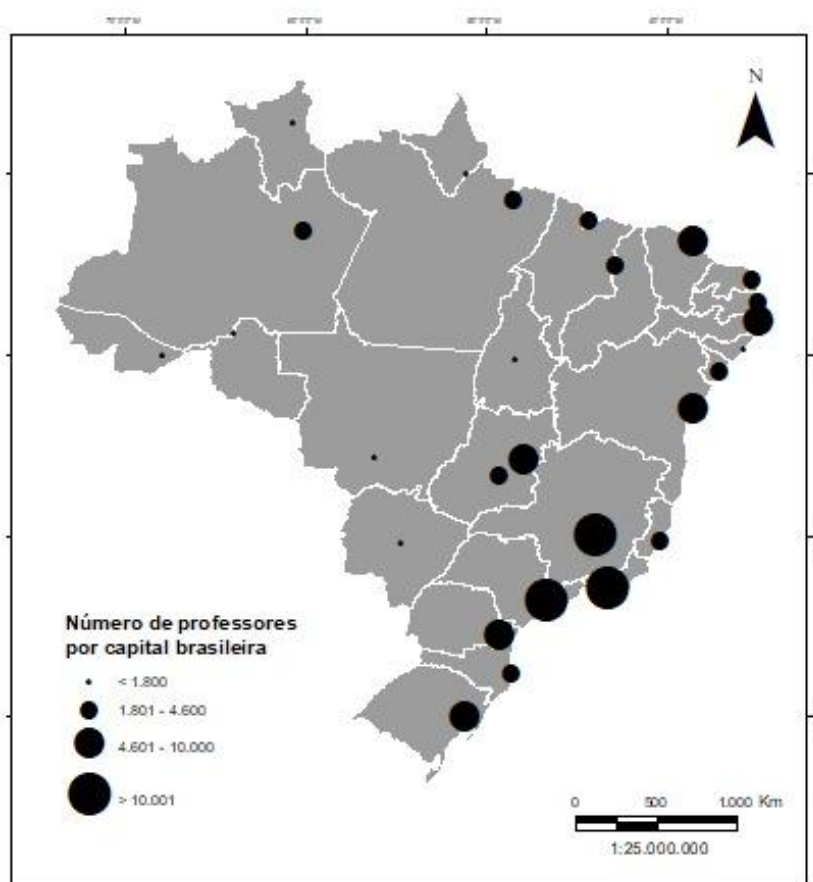 N
Número de professores
por capital brasileira
< 1.800
1.801 - 4.600
4.601 - 10.000
> 10.001
0 500 1.000 Km
1:25.000.000